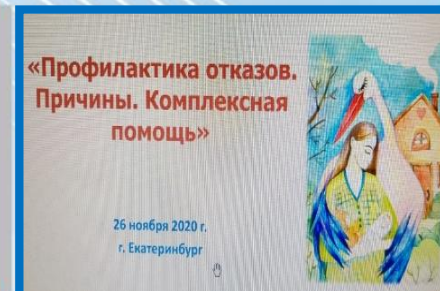 «Профилактика отказов.
Причины. Комплексная
помощь»
26 ноября 2020 г.
г. Екатеринбург